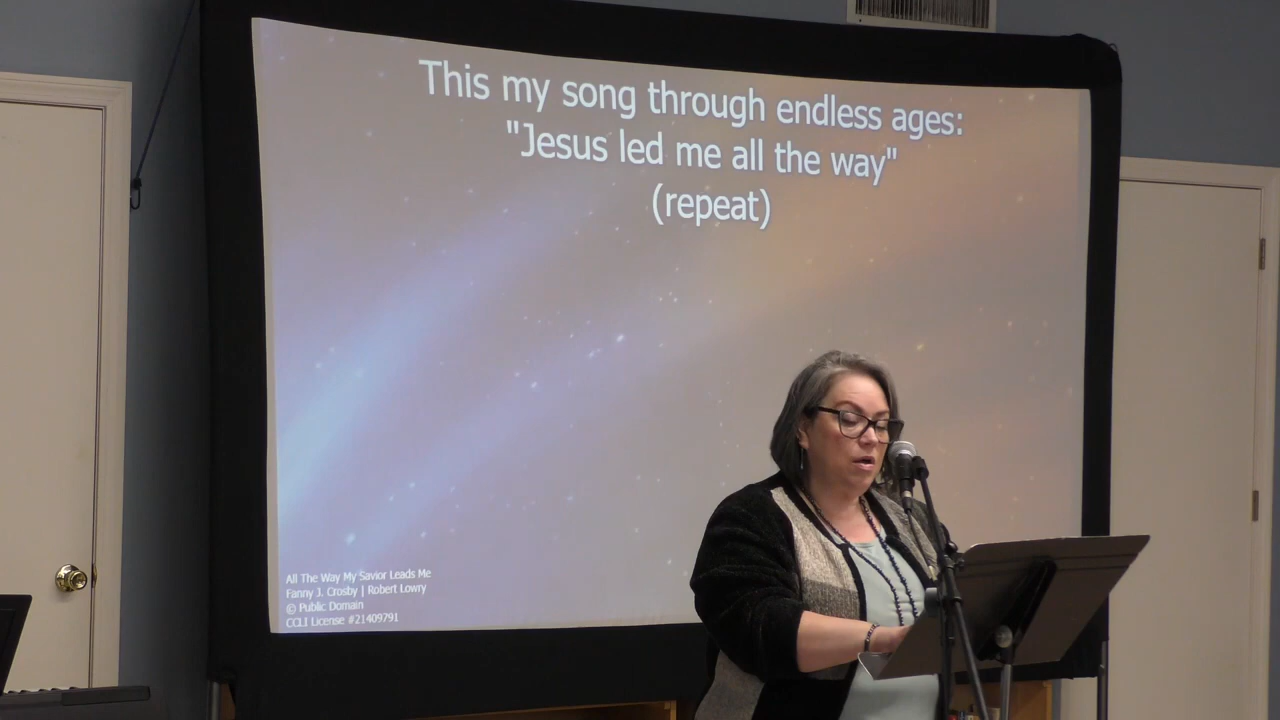 This my song through endless ages:
"Jesus led me all the way"
(repeat)
All The Way My Savior Leads Me
Fanny J. Crosby | Robert Lowry
© Public Domain
CCLI License #21409791